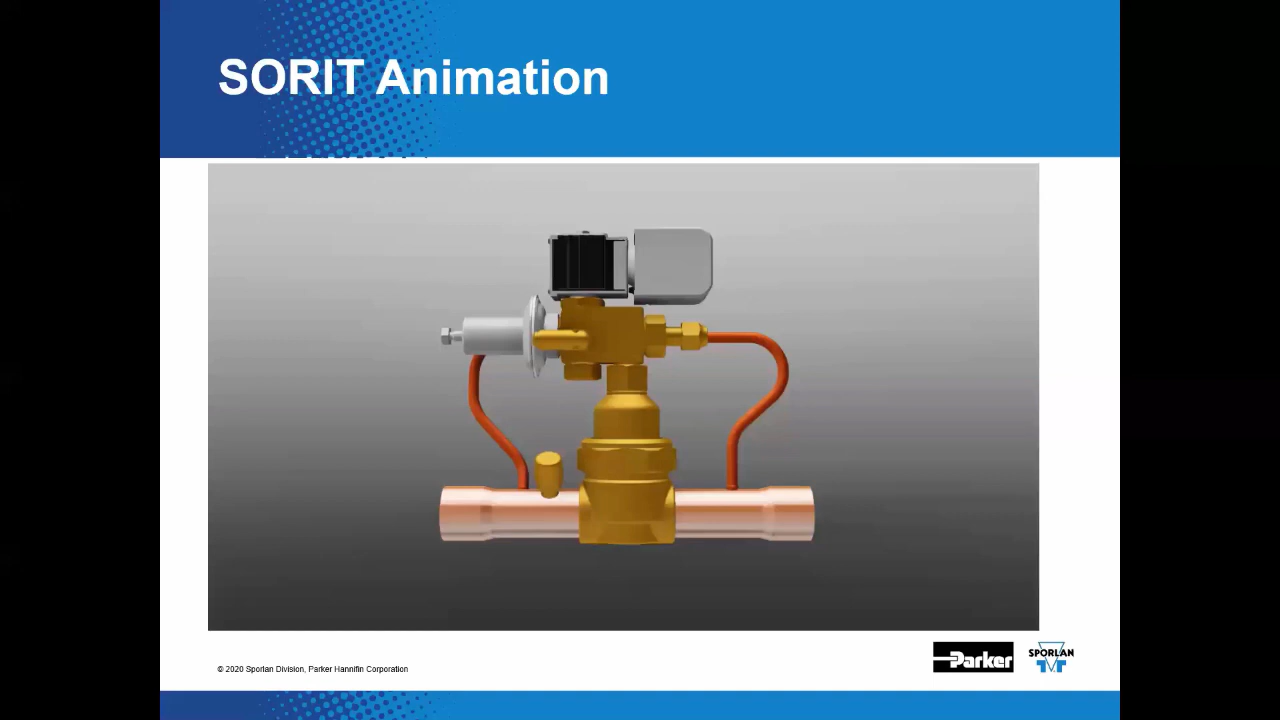 SORIT Animation
© 2020 Sporlan Division, Parker Hannifin Corporation
Parker
SPORLAN